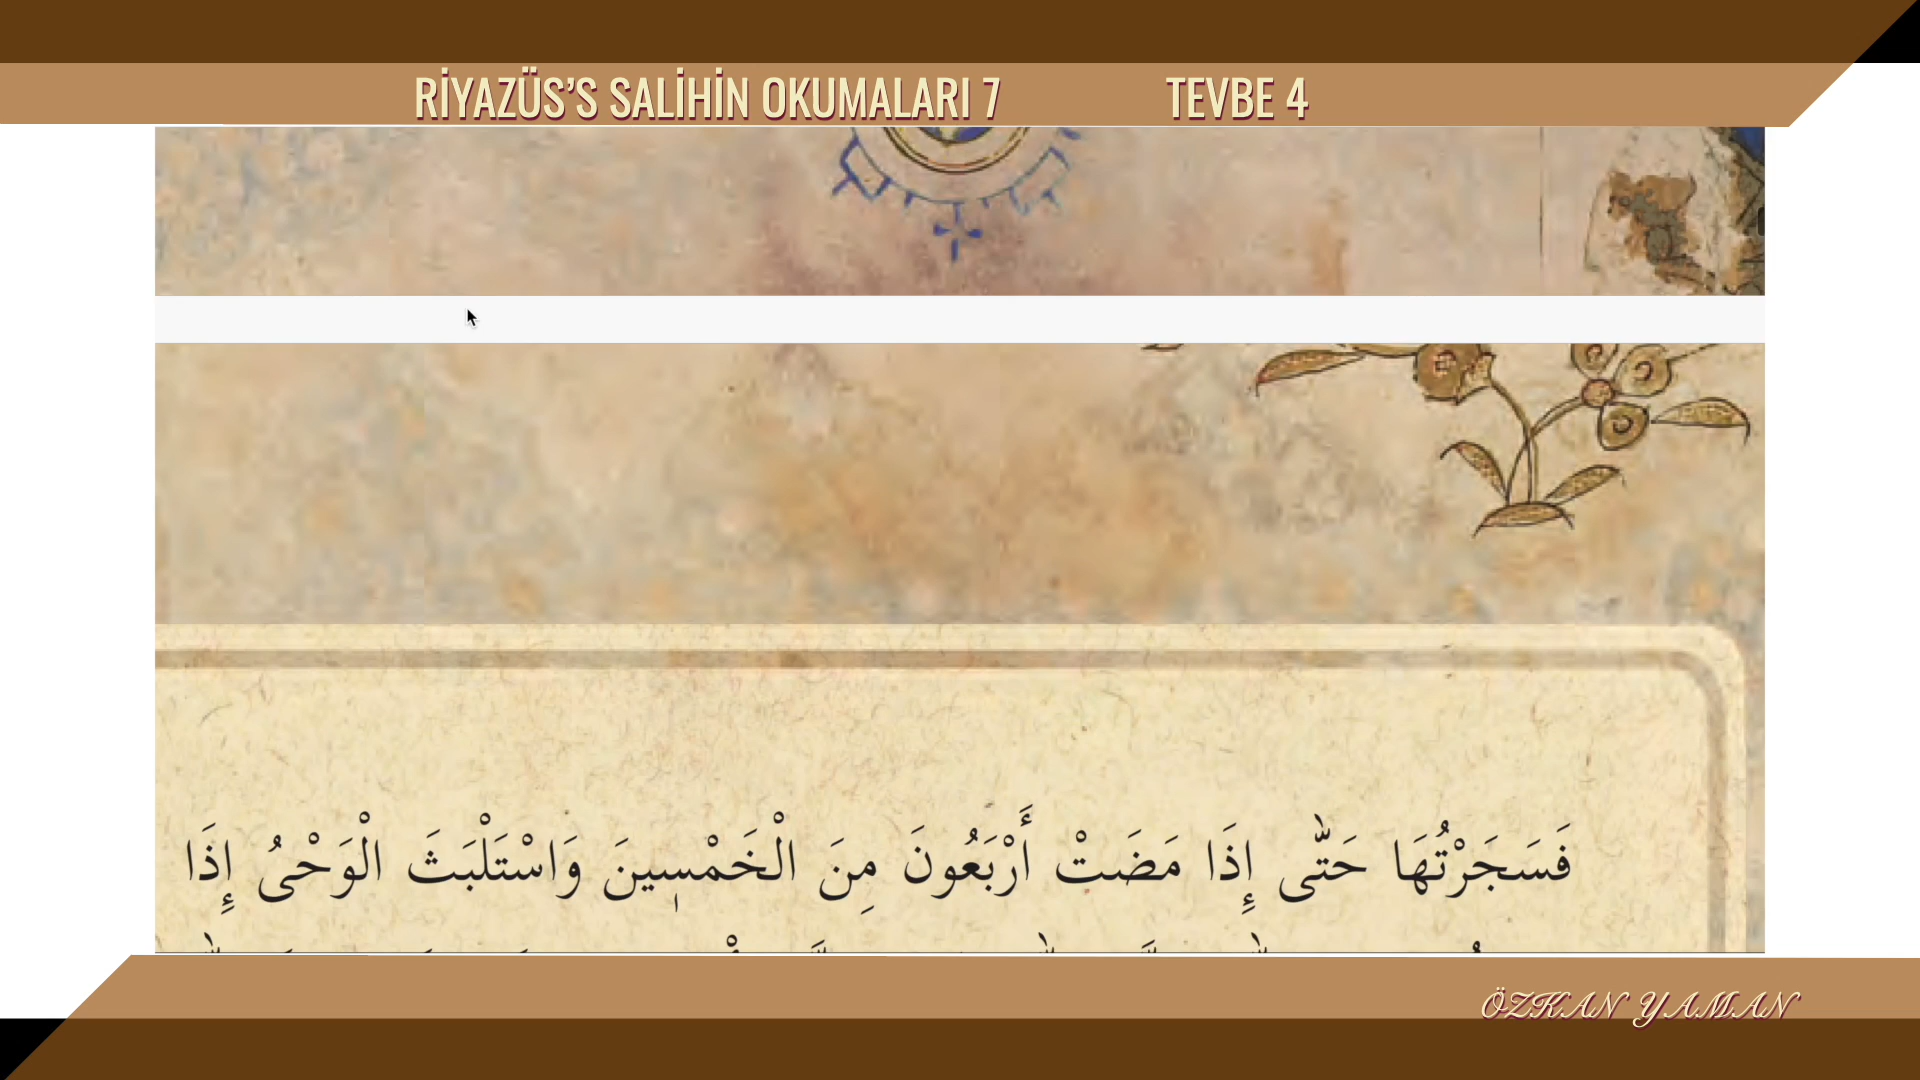 RİYAZÜS’S SALİHİN OKUMALARI 7 TEVBE 4
فَسَجَرْتُهَا حَتّٰى إِذَا مَضَتْ أَرْبَعُونَ مِنَ الْخَمْسٖينَ وَاسْتَلْبَثَ الْوَحْىُ إِذَا
ÖZKAN YAMAN